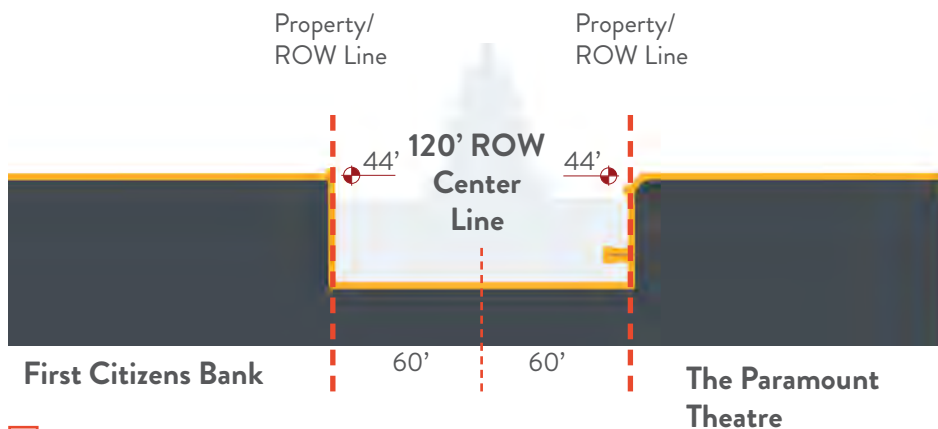 Property/
ROW Line
Property/
ROW Line
44’
120’ ROW
Center
Line
44’
60’
60’
First Citizens Bank
The Paramount
Theatre